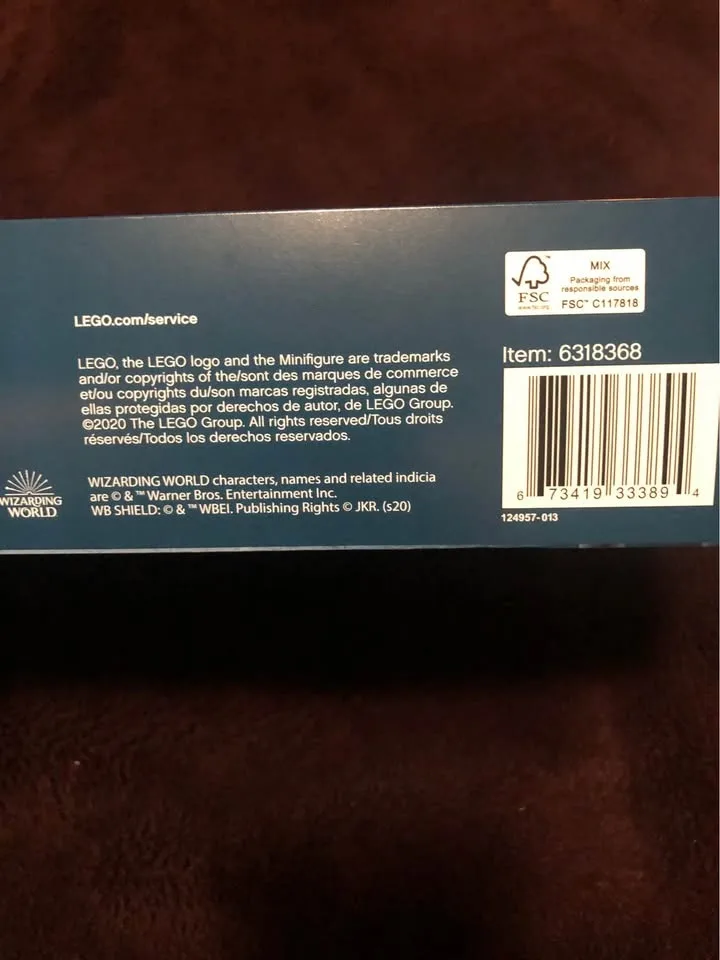 FSC
www.fsc.org
MIX
Packaging from
responsible sources
FSC™ C117818
LEGO.com/service
Item: 6318368
LEGO, the LEGO logo and the Minifigure are trademarks
and/or copyrights of the/sont des marques de commerce
et/ou copyrights du/son marcas registradas, algunas de
ellas protegidas por derechos de autor, de LEGO Group.
©2020 The LEGO Group. All rights reserved/Tous droits
réservés/Todos los derechos reservados.
WIZARDING
WORLD
WIZARDING WORLD characters, names and related indicia
are © & ™ Warner Bros. Entertainment Inc.
WB SHIELD: © & ™ WBEI. Publishing Rights © JKR. (s20)
6 73419 33389 4
124957-013